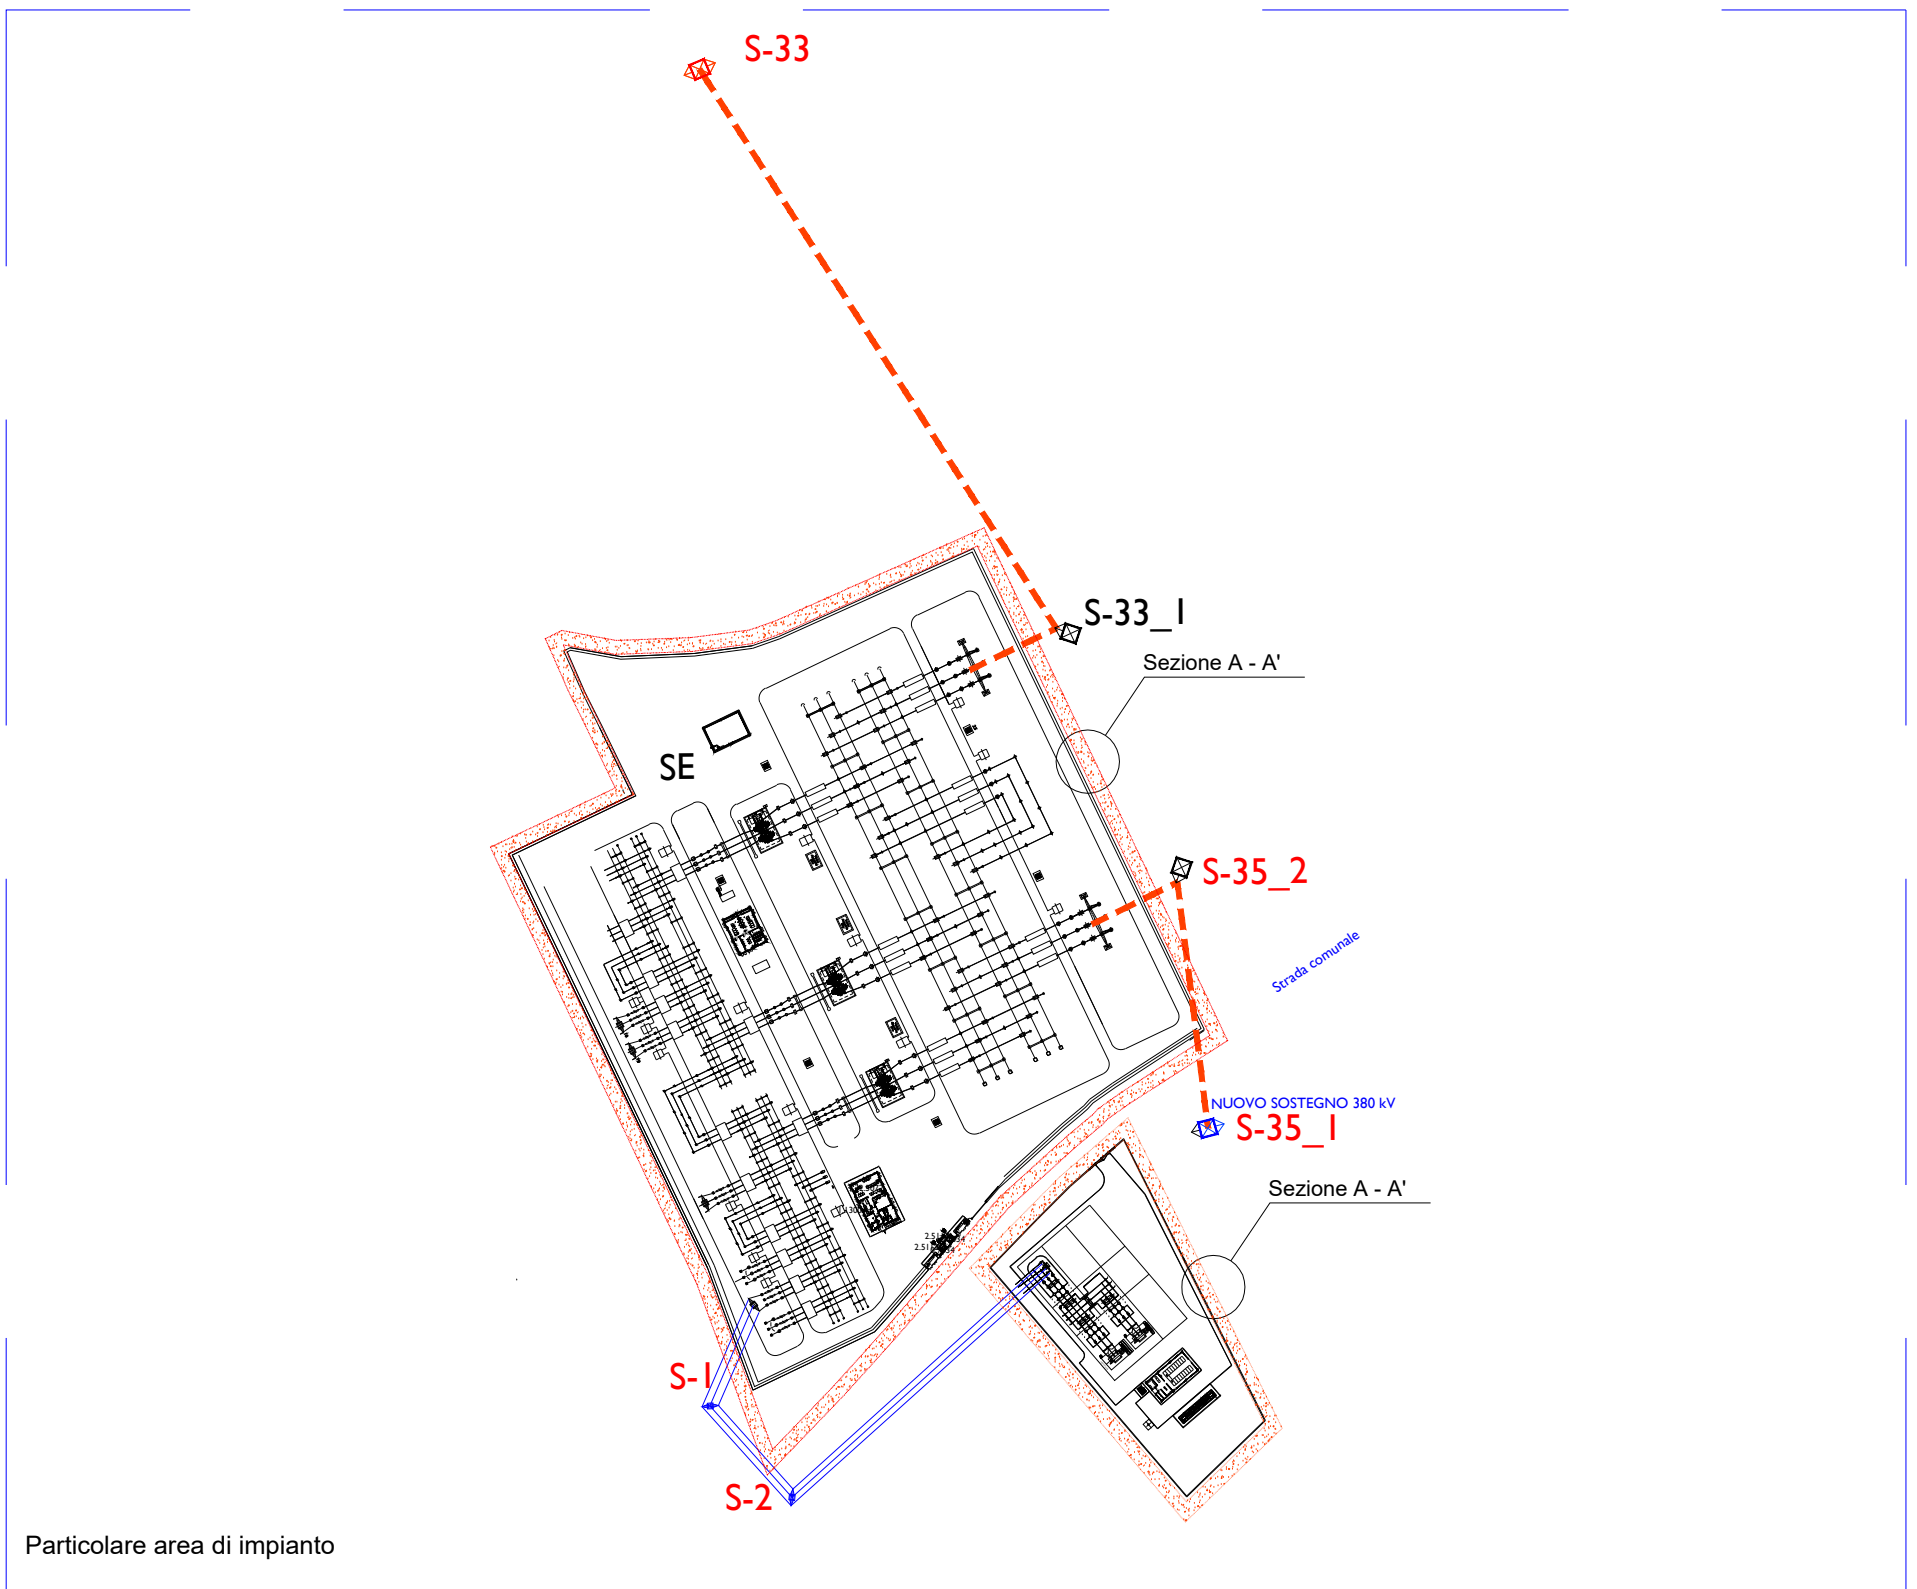 S-33
S-33_1
Sezione A - A'
SE
S-35_2
Strada comunale
NUOVO SOSTEGNO 380 kV
S-35_1
Sezione A - A'
S-1
S-2
Particolare area di impianto